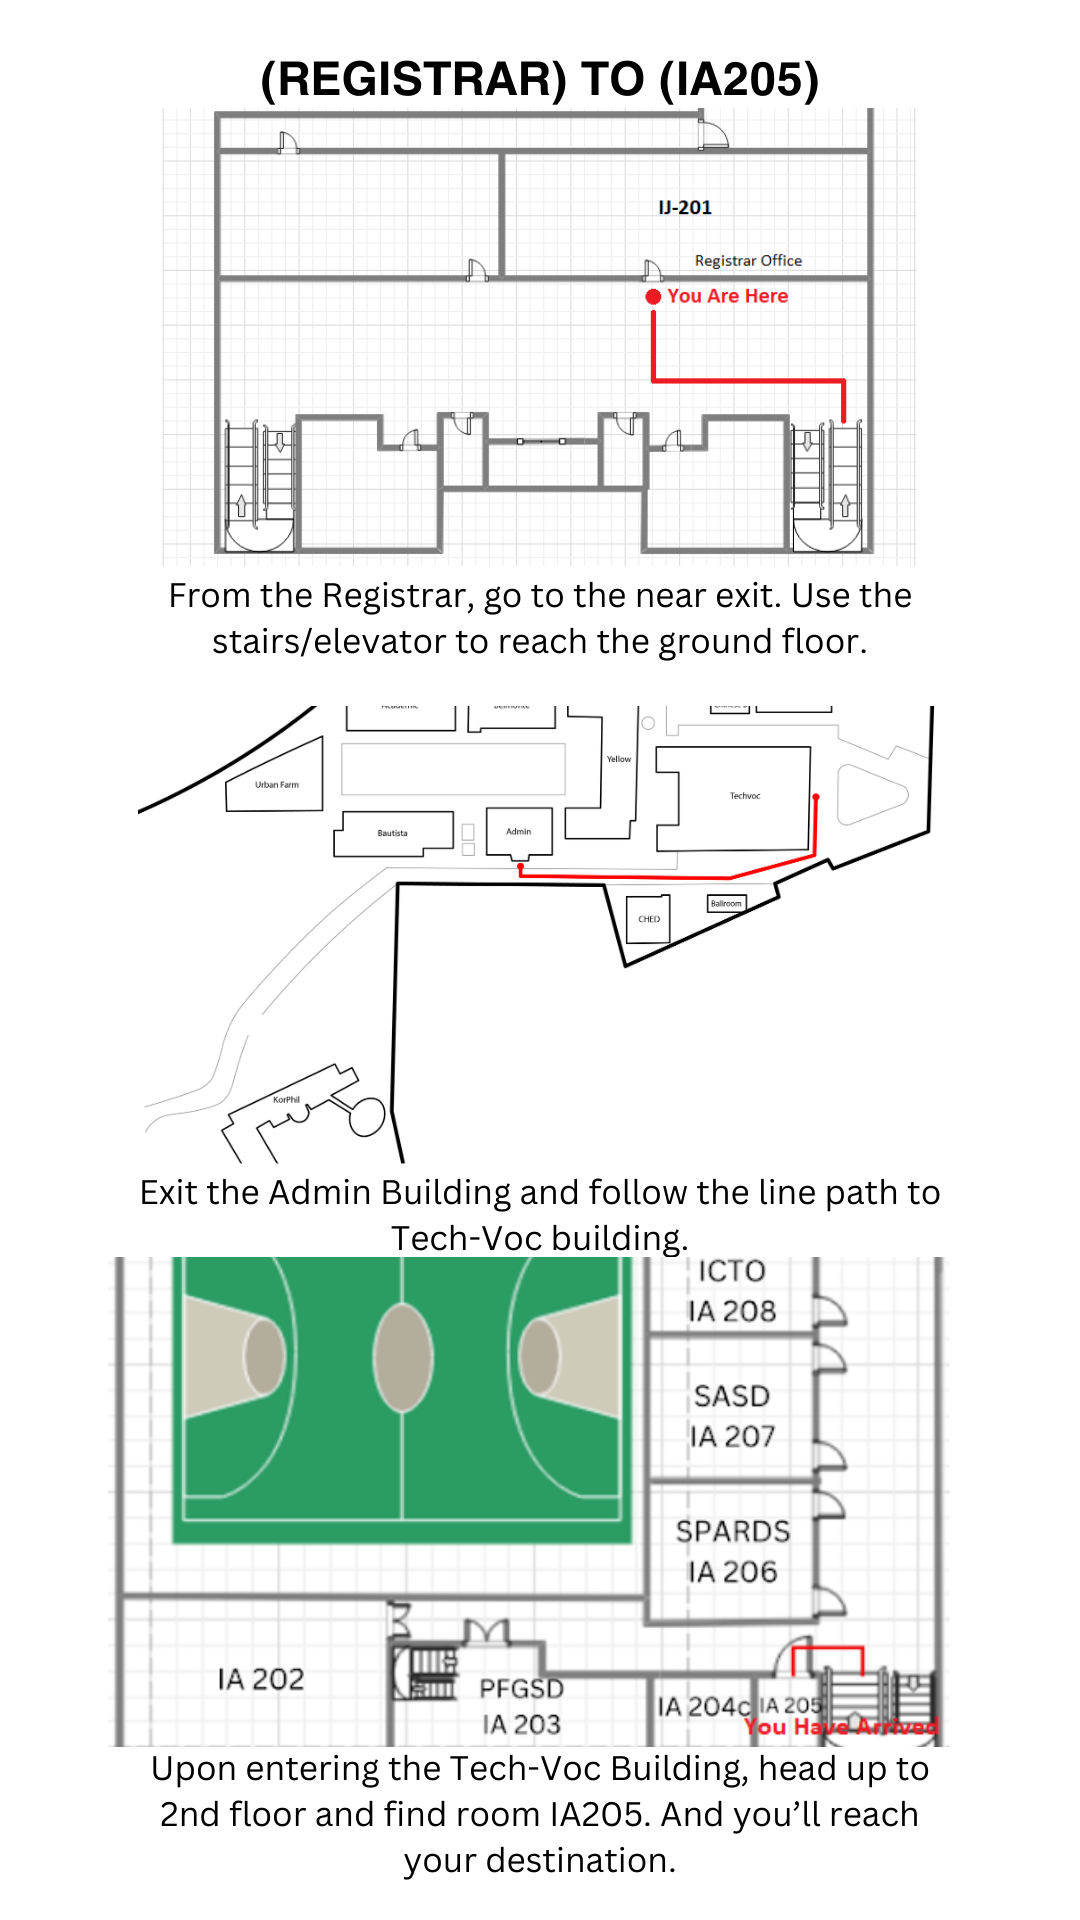 (REGISTRAR) TO (IA205)
IJ-201
Registrar Office
You Are Here
From the Registrar, go to the near exit. Use the
stairs/elevator to reach the ground floor.
Academic
Belmonte
Yellow
Urban Farm
Techvoc
Bautista
Admin
CHED
Ballroom
KorPhil
Exit the Admin Building and follow the line path to
Tech-Voc building.
ICTO
IA 208
SASD
IA 207
SPARDS
IA 206
IA 202
PFGSD
IA 203
IA 204c
IA 205
You Have Arrived
Upon entering the Tech-Voc Building, head up to
2nd floor and find room IA205. And you’ll reach
your destination.